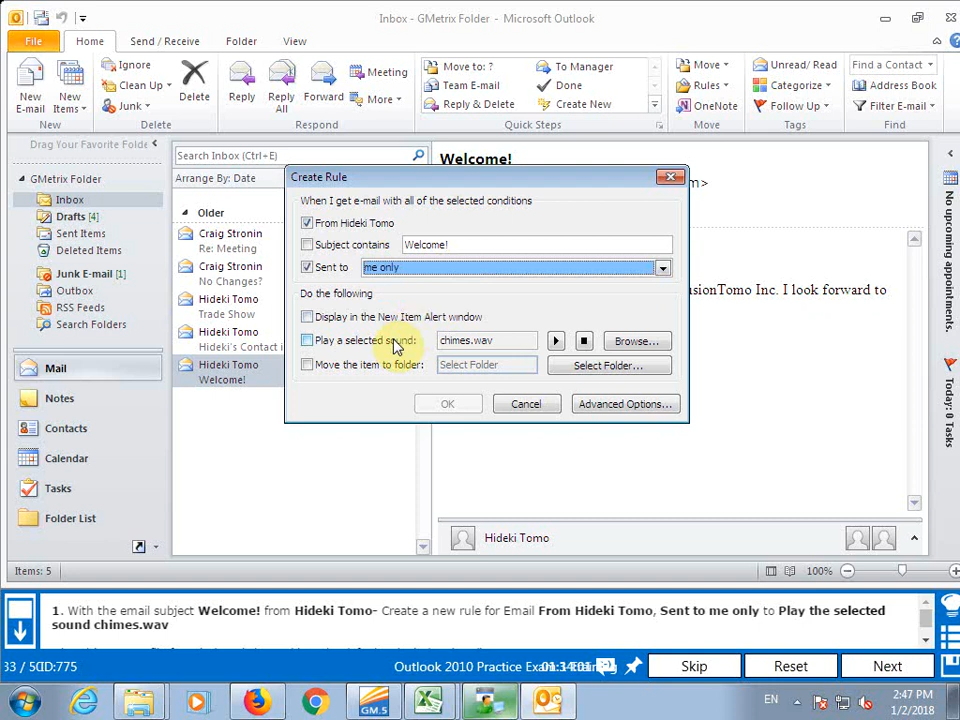 Inbox - GMetrix Folder - Microsoft Outlook
File Home Send / Receive Folder View
Ignore Clean Up Junk Delete
New E-mail New Items Reply Reply All Forward Meeting More
Move to: ? To Manager
Team E-mail Done
Reply & Delete Create New
Move Rules OneNote
Unread/ Read Categorize Follow Up
Find a Contact Address Book Filter E-mail
New Delete Respond Quick Steps Move Tags Find
Drag Your Favorite Folde
GMetrix Folder
Inbox
Drafts [4]
Sent Items
Deleted Items
Junk E-mail [1]
Outbox
RSS Feeds
Search Folders
Mail
Notes
Contacts
Calendar
Tasks
Folder List
Search Inbox (Ctrl+E)
Arrange By: Date
Older
Craig Stronin
Re: Meeting
Craig Stronin
No Changes?
Hideki Tomo
Trade Show
Hideki Tomo
Hideki's Contact i
Hideki Tomo
Welcome!
Welcome!
m>
usionTomo Inc. I look forward to
Hideki Tomo
Create Rule
When I get e-mail with all of the selected conditions
From Hideki Tomo
Subject contains Welcome!
Sent to me only
Do the following
Display in the New Item Alert window
Play a selected sound: chimes.wav Browse...
Move the item to folder: Select Folder Select Folder...
OK Cancel Advanced Options...
No upcoming appointments.
0 Today: 0 Tasks
Items: 5
100%
1. With the email subject Welcome! from Hideki Tomo- Create a new rule for Email From Hideki Tomo, Sent to me only to Play the selected
sound chimes.wav
33 / 50ID:775
Outlook 2010 Practice Exam
Skip Reset Next
GM.5
EN
2:47 PM
1/2/2018